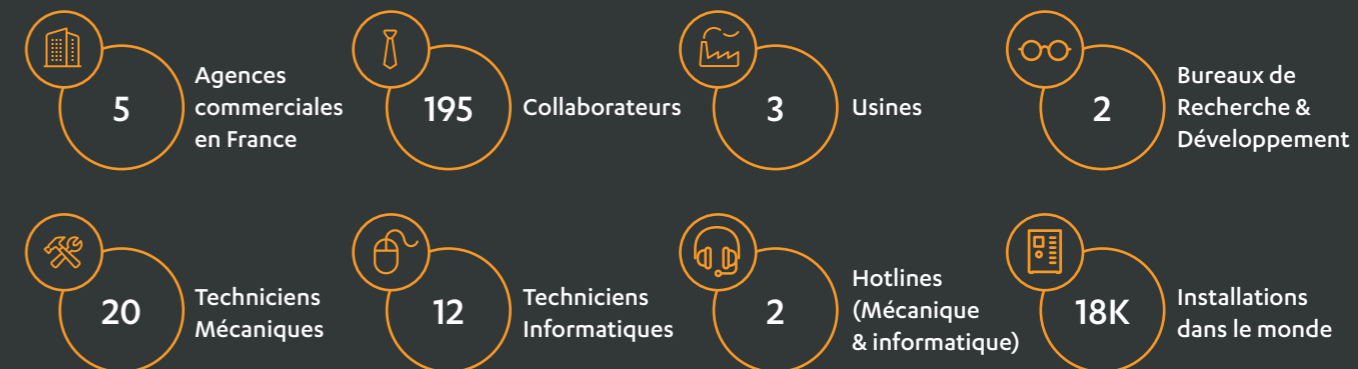 5
Agences
commerciales
en France
195
Collaborateurs
3
Usines
2
Bureaux de
Recherche &
Développement
20
Techniciens
Mécaniques
12
Techniciens
Informatiques
2
Hotlines
(Mécanique
& informatique)
18K
Installations
dans le monde